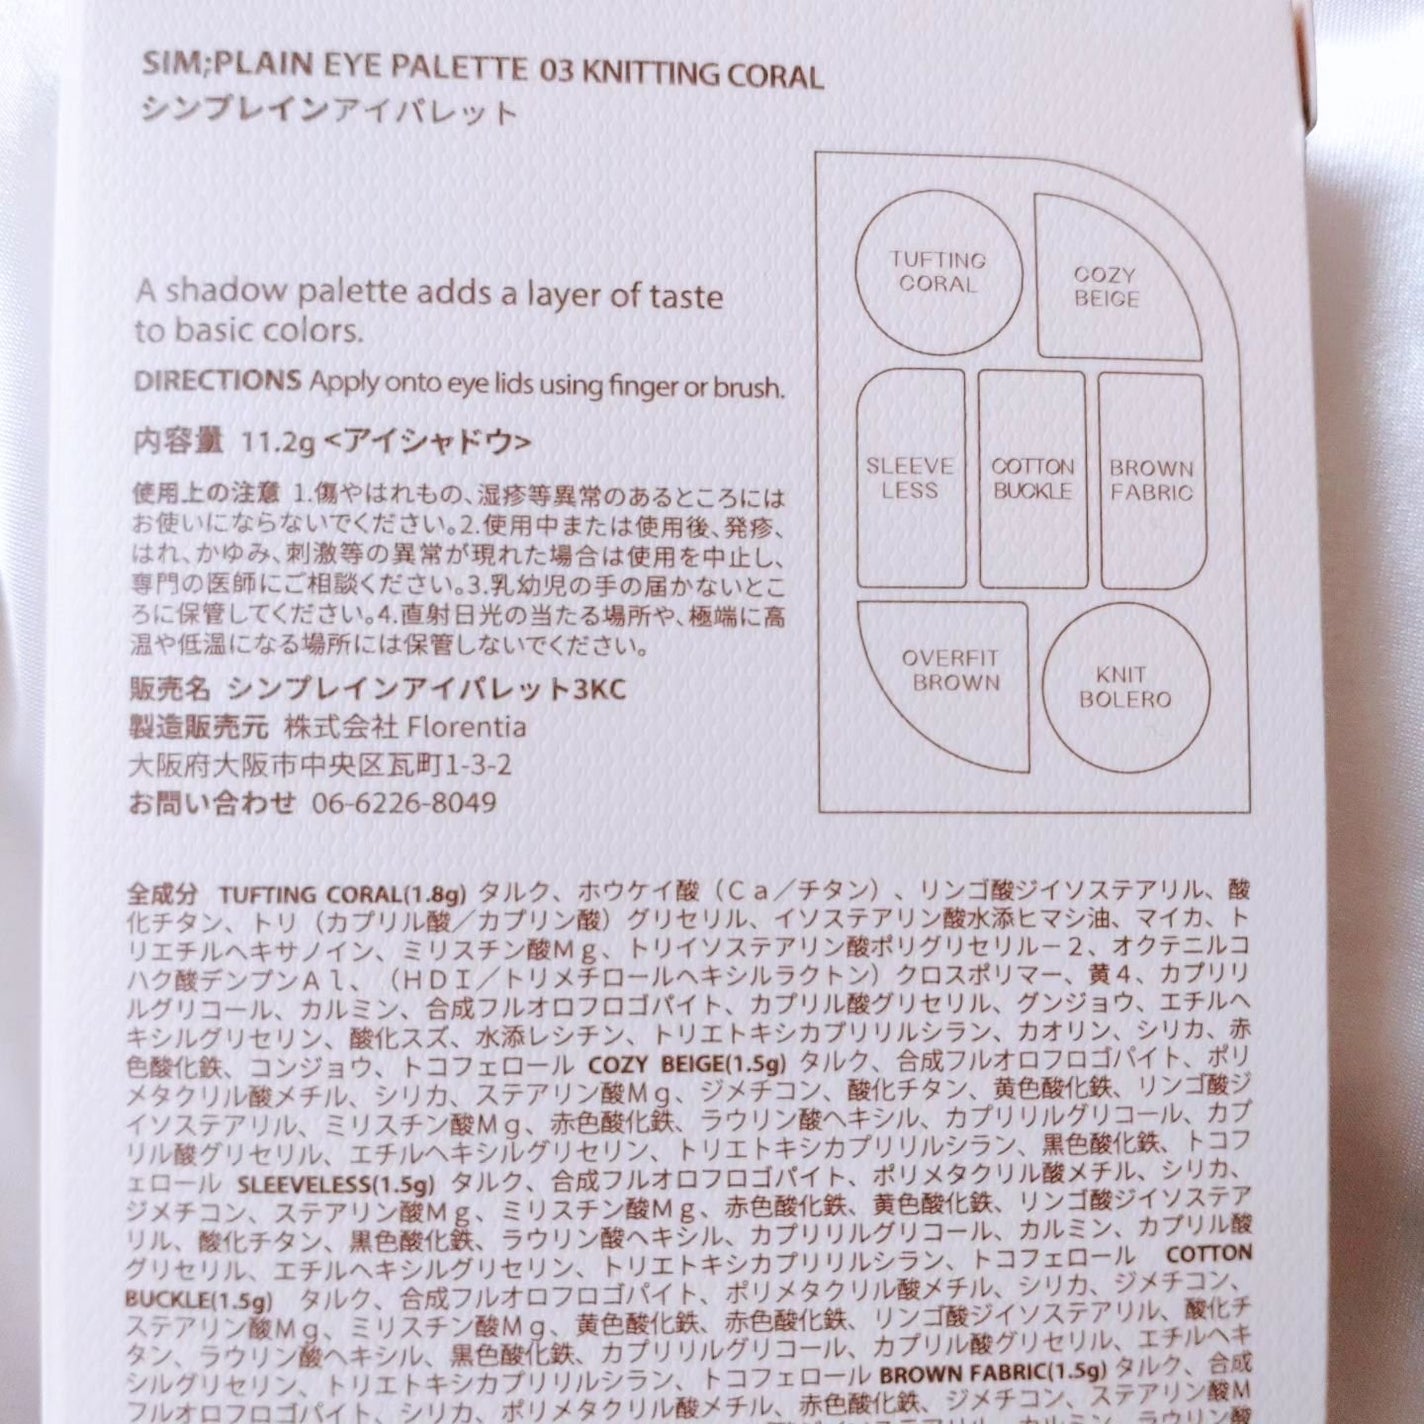 SIM;PLAIN EYE PALETTE 03 KNITTING CORAL
シンプレインアイパレット
A shadow palette adds a layer of taste
to basic colors.
DIRECTIONS Apply onto eye lids using finger or brush.
内容量 11.2g <アイシャドウ>
使用上の注意 1.傷やはれもの、湿疹等異常のあるところには
お使いにならないでください。2.使用中または使用後、発疹、
はれ、かゆみ、刺激等の異常が現れた場合は使用を中止し、
専門の医師にご相談ください。3.乳幼児の手の届かないとこ
ろに保管してください。4.直射日光の当たる場所や、極端に高
温や低温になる場所には保管しないでください。
販売名 シンプレインアイパレット3KC
製造販売元 株式会社 Florentia
大阪府大阪市中央区瓦町1-3-2
お問い合わせ 06-6226-8049
TUFTING
CORAL
COZY
BEIGE
SLEEVE
LESS
COTTON
BUCKLE
BROWN
FABRIC
OVERFIT
BROWN
KNIT
BOLERO
全成分 TUFTING CORAL(1.8g) タルク、ホウケイ酸（Ｃａ／チタン）、リンゴ酸ジイソステアリル、酸
化チタン、トリ（カプリル酸／カプリン酸）グリセリル、イソステアリン酸水添ヒマシ油、マイカ、ト
リエチルヘキサノイン、ミリスチン酸Ｍｇ、トリイソステアリン酸ポリグリセリル－２、オクテニルコ
ハク酸デンプンＡｌ、（ＨＤＩ／トリメチロールヘキシルラクトン）クロスポリマー、黄４、カプリリ
ルグリコール、カルミン、合成フルオロフロゴパイト、カプリル酸グリセリル、グンジョウ、エチルヘ
キシルグリセリン、酸化スズ、水添レシチン、トリエトキシカプリリルシラン、カオリン、シリカ、赤
色酸化鉄、コンジョウ、トコフェロール COZY BEIGE(1.5g) タルク、合成フルオロフロゴパイト、ポリ
メタクリル酸メチル、シリカ、ステアリン酸Ｍｇ、ジメチコン、酸化チタン、黄色酸化鉄、リンゴ酸ジ
イソステアリル、ミリスチン酸Ｍｇ、赤色酸化鉄、ラウリン酸ヘキシル、カプリリルグリコール、カプ
リル酸グリセリル、エチルヘキシルグリセリン、トリエトキシカプリリルシラン、黒色酸化鉄、トコフ
ェロール SLEEVELESS(1.5g) タルク、合成フルオロフロゴパイト、ポリメタクリル酸メチル、シリカ、
ジメチコン、ステアリン酸Ｍｇ、ミリスチン酸Ｍｇ、赤色酸化鉄、黄色酸化鉄、リンゴ酸ジイソステア
リル、酸化チタン、黒色酸化鉄、ラウリン酸ヘキシル、カプリリルグリコール、カルミン、カプリル酸
グリセリル、エチルヘキシルグリセリン、トリエトキシカプリリルシラン、トコフェロール COTTON
BUCKLE(1.5g) タルク、合成フルオロフロゴパイト、ポリメタクリル酸メチル、シリカ、ジメチコン、
ステアリン酸Ｍｇ、ミリスチン酸Ｍｇ、黄色酸化鉄、赤色酸化鉄、リンゴ酸ジイソステアリル、酸化チ
タン、ラウリン酸ヘキシル、黒色酸化鉄、カプリリルグリコール、カプリル酸グリセリル、エチルヘキ
シルグリセリン、トリエトキシカプリリルシラン、トコフェロール BROWN FABRIC(1.5g) タルク、合成
フルオロフロゴパイト、シリカ、ポリメタクリル酸メチル、赤色酸化鉄、ジメチコン、ステアリン酸Ｍ